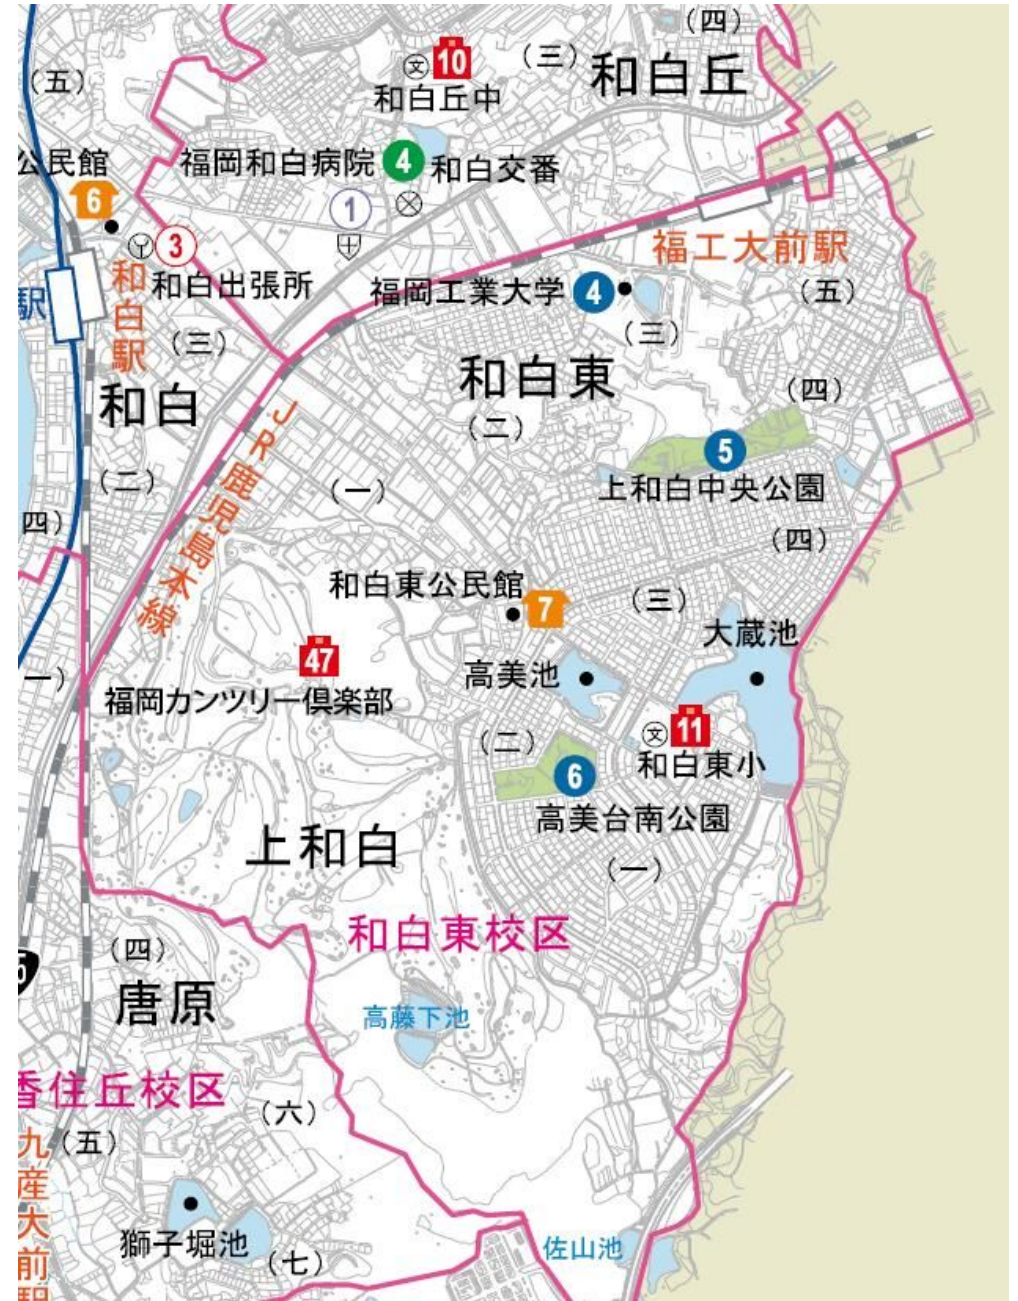 (四)
(三)
和白丘
(五)
10
文
和白丘中
公民館
6
福岡和白病院
4
和白交番
1
3
和白出張所
福工大前駅
駅
和白駅
福岡工業大学
4
(五)
(三)
(三)
和白東
和白
(四)
(二)
JR鹿児島本線
5
(二)
(一)
上和白中央公園
四)
(四)
和白東公民館
7
(三)
大蔵池
47
高美池
一)
福岡カンツリー倶楽部
文
11
(二)
和白東小
6
高美台南公園
上和白
(一)
和白東校区
(四)
唐原
高藤下池
香住丘校区
(六)
九産大前駅
(五)
獅子堀池
佐山池
(七)